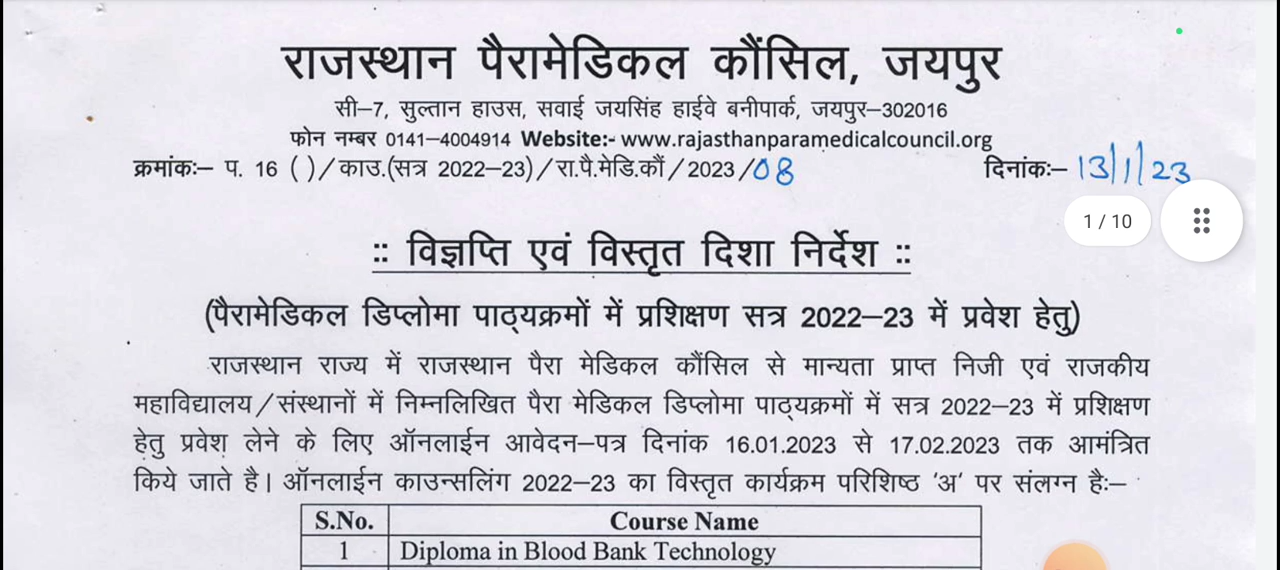 राजस्थान पैरामेडिकल कौंसिल, जयपुर
सी–7, सुल्तान हाउस, सवाई जयसिंह हाईवे बनीपार्क, जयपुर–302016
फोन नम्बर 0141–4004914 Website:- www.rajasthanparamedicalcouncil.org
क्रमांकः– प. 16 ( ) / काउ.(सत्र 2022–23) / रा.पै.मेडि.कौं / 2023 /08 दिनांकः– 13/1/23
1 / 10
:: विज्ञप्ति एवं विस्तृत दिशा निर्देश ::
(पैरामेडिकल डिप्लोमा पाठ्यक्रमों में प्रशिक्षण सत्र 2022–23 में प्रवेश हेतु)
राजस्थान राज्य में राजस्थान पैरा मेडिकल कौंसिल से मान्यता प्राप्त निजी एवं राजकीय
महाविद्यालय/संस्थानों में निम्नलिखित पैरा मेडिकल डिप्लोमा पाठ्यक्रमों में सत्र 2022–23 में प्रशिक्षण
हेतु प्रवेश लेने के लिए ऑनलाईन आवेदन–पत्र दिनांक 16.01.2023 से 17.02.2023 तक आमंत्रित
किये जाते है। ऑनलाईन काउन्सलिंग 2022–23 का विस्तृत कार्यक्रम परिशिष्ठ 'अ' पर संलग्न हैः–
S.No. Course Name
1 Diploma in Blood Bank Technology